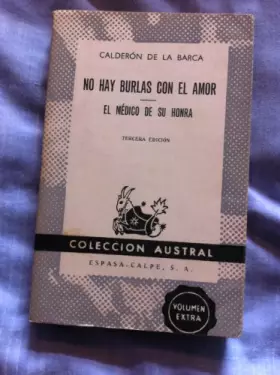 CALDERÓN DE LA BARCA
NO HAY BURLAS CON EL AMOR
EL MÉDICO DE SU HONRA
TERCERA EDICIÓN
COLECCION AUSTRAL
ESPASA-CALPE, S. A.
VOLUMEN
EXTRA